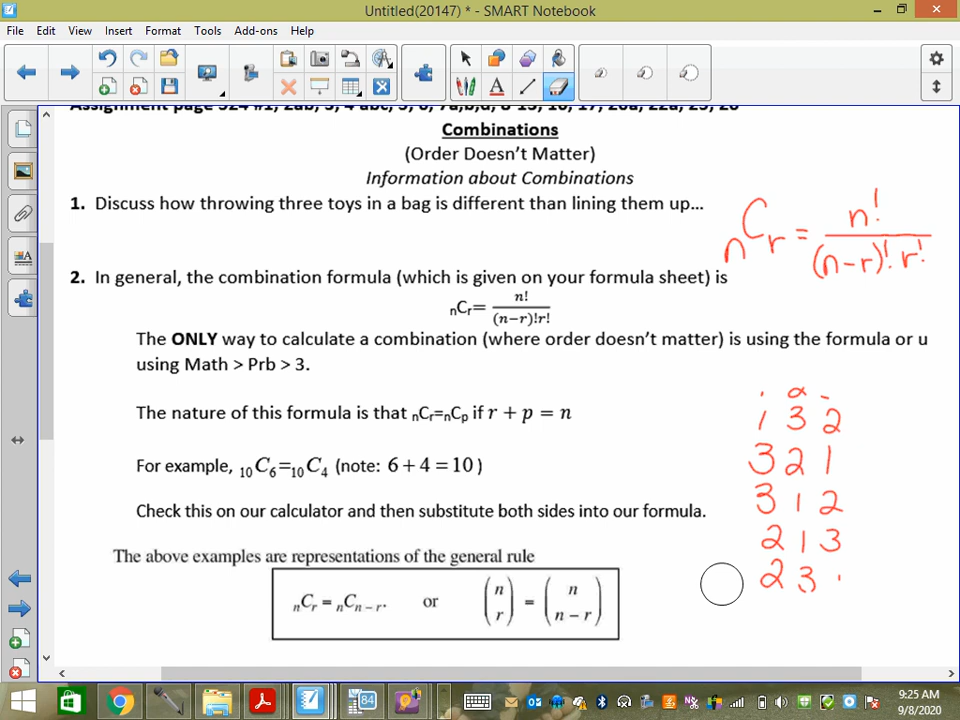 Untitled(20147) * - SMART Notebook
File Edit View Insert Format Tools Add-ons Help
Combinations
(Order Doesn't Matter)
Information about Combinations
1. Discuss how throwing three toys in a bag is different than lining them up…
nCr = n! / (n-r)! · r!
2. In general, the combination formula (which is given on your formula sheet) is
nCr= n! / (n−r)!r!
The ONLY way to calculate a combination (where order doesn't matter) is using the formula or u
using Math > Prb > 3.
The nature of this formula is that nCr=nCp if r + p = n
For example, 10C6=10C4 (note: 6 + 4 = 10)
Check this on our calculator and then substitute both sides into our formula.
The above examples are representations of the general rule
nCr = nCn−r. or (n r) = (n n − r)
1 3 2
3 2 1
3 1 2
2 1 3
2 3
84
9:25 AM
9/8/2020